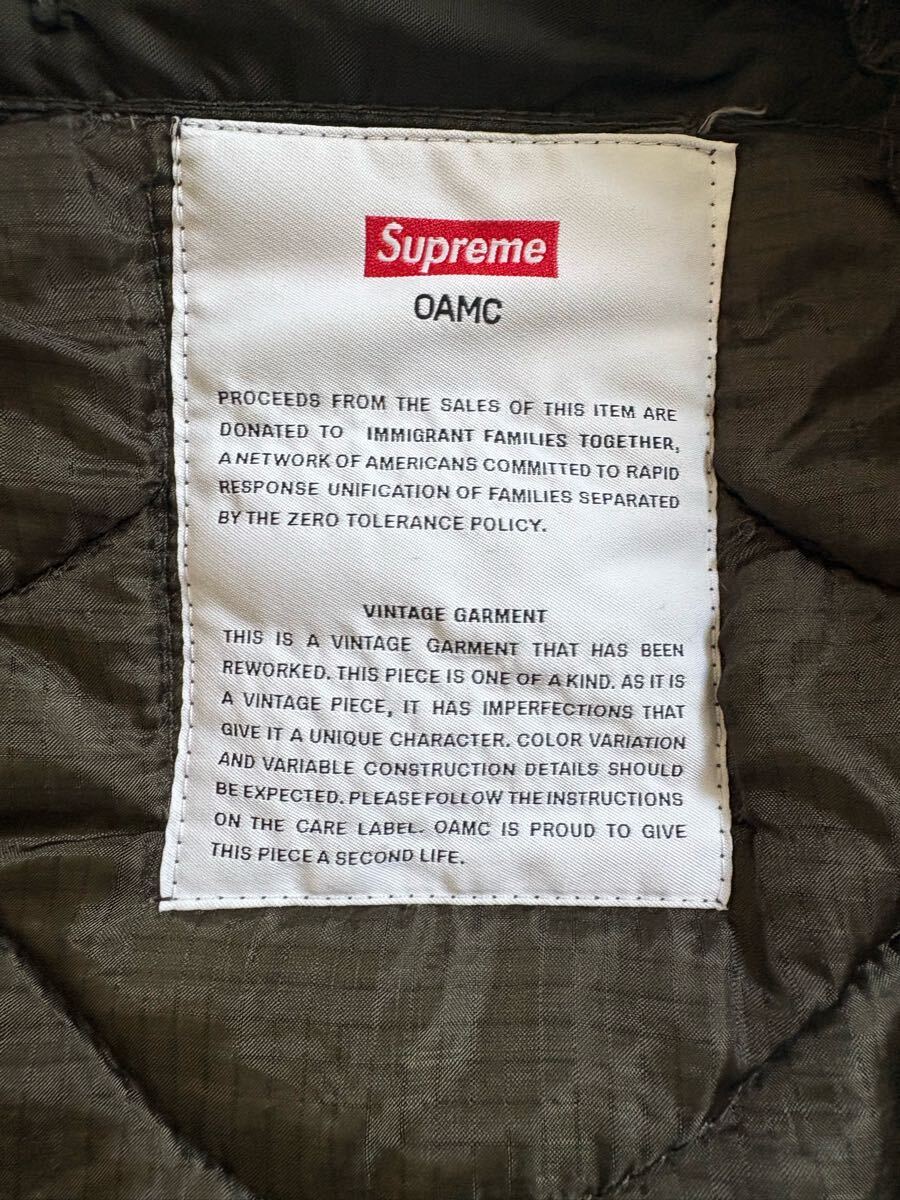 Supreme
OAMC
PROCEEDS FROM THE SALES OF THIS ITEM ARE
DONATED TO IMMIGRANT FAMILIES TOGETHER,
A NETWORK OF AMERICANS COMMITTED TO RAPID
RESPONSE UNIFICATION OF FAMILIES SEPARATED
BY THE ZERO TOLERANCE POLICY.
VINTAGE GARMENT
THIS IS A VINTAGE GARMENT THAT HAS BEEN
REWORKED. THIS PIECE IS ONE OF A KIND. AS IT IS
A VINTAGE PIECE, IT HAS IMPERFECTIONS THAT
GIVE IT A UNIQUE CHARACTER. COLOR VARIATION
AND VARIABLE CONSTRUCTION DETAILS SHOULD
BE EXPECTED. PLEASE FOLLOW THE INSTRUCTIONS
ON THE CARE LABEL. OAMC IS PROUD TO GIVE
THIS PIECE A SECOND LIFE.